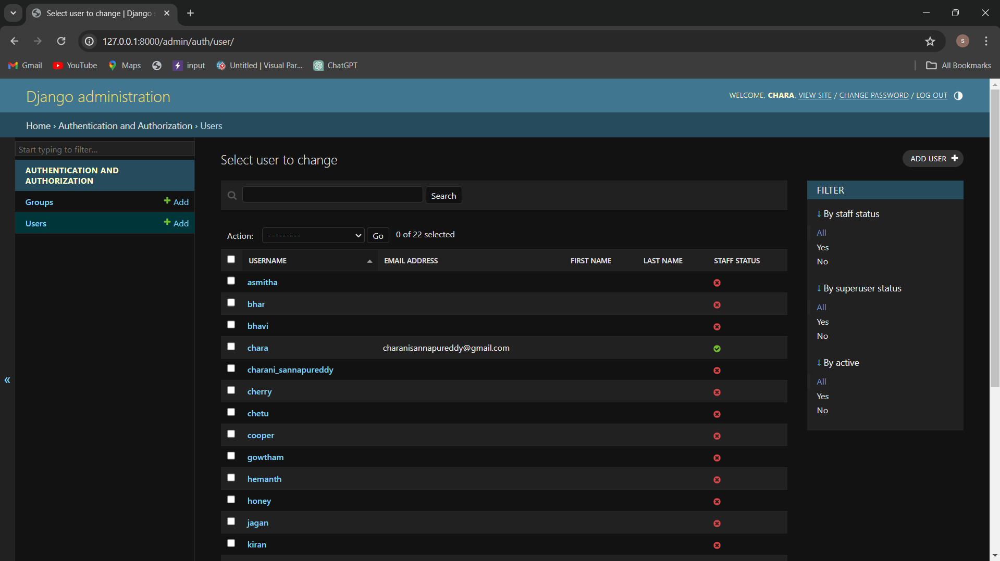 Select user to change | Django
127.0.0.1:8000/admin/auth/user/
S
Gmail
YouTube
Maps
input
Untitled | Visual Par...
ChatGPT
All Bookmarks
Django administration
WELCOME, CHARA. VIEW SITE / CHANGE PASSWORD / LOG OUT
Home › Authentication and Authorization › Users
Start typing to filter...
AUTHENTICATION AND
AUTHORIZATION
Groups
Add
Users
Add
Select user to change
ADD USER
Search
Action:
---------
Go
0 of 22 selected
USERNAME EMAIL ADDRESS FIRST NAME LAST NAME STAFF STATUS
asmitha
bhar
bhavi
chara charanisannapureddy@gmail.com
charani_sannapureddy
cherry
chetu
cooper
gowtham
hemanth
honey
jagan
kiran
FILTER
↓ By staff status
All
Yes
No
↓ By superuser status
All
Yes
No
↓ By active
All
Yes
No